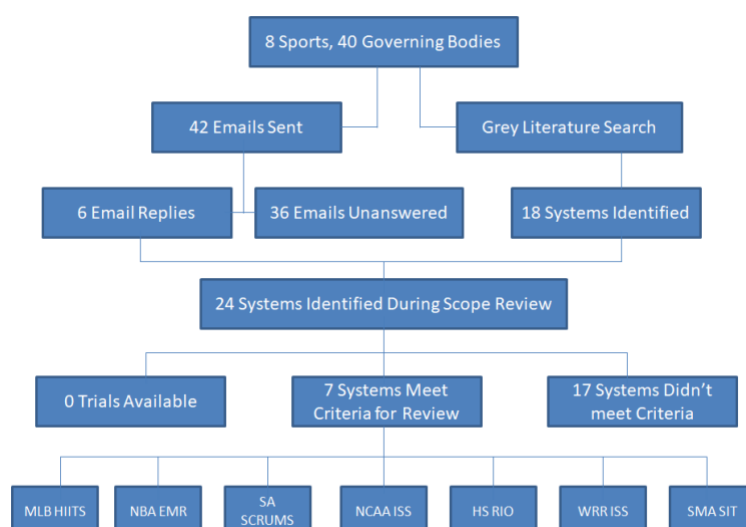 8 Sports, 40 Governing Bodies
42 Emails Sent
Grey Literature Search
6 Email Replies
36 Emails Unanswered
18 Systems Identified
24 Systems Identified During Scope Review
0 Trials Available
7 Systems Meet
Criteria for Review
17 Systems Didn’t
meet Criteria
MLB HIITS
NBA EMR
SA
SCRUMS
NCAA ISS
HS RIO
WRR ISS
SMA SIT